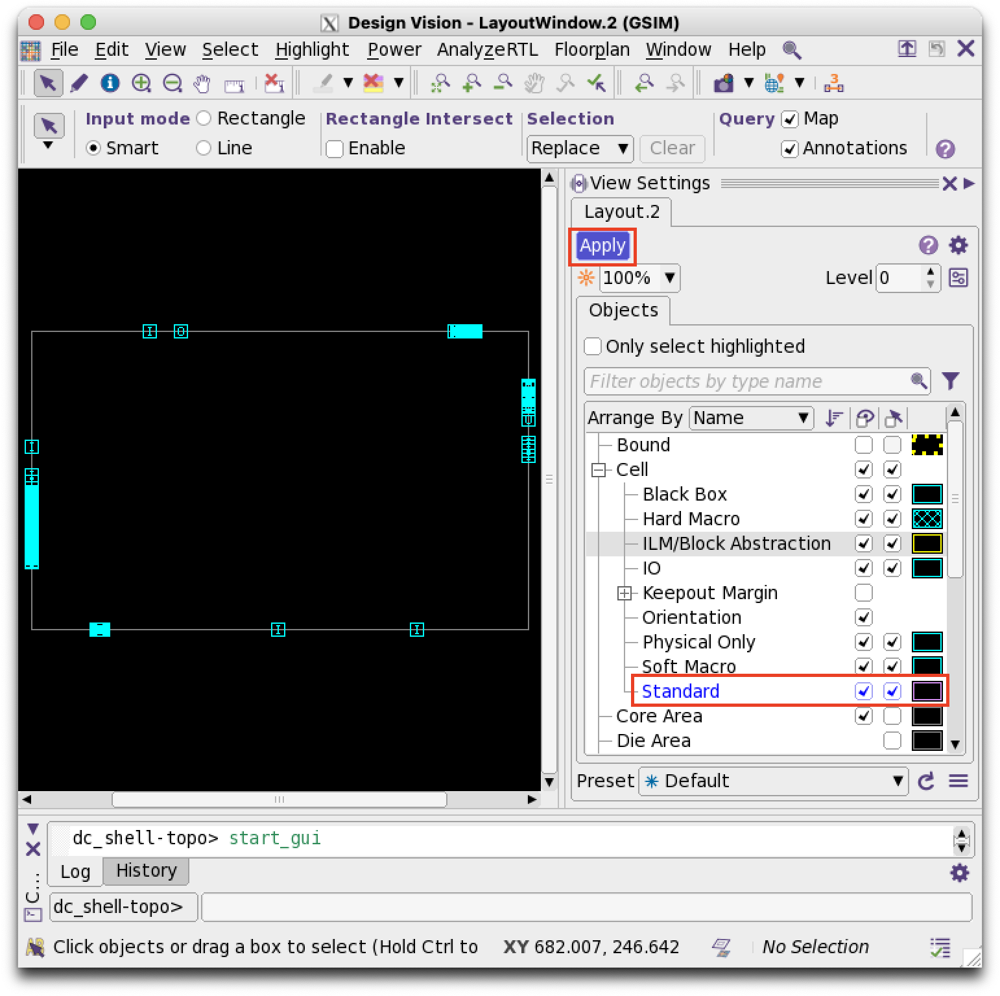 Design Vision - LayoutWindow.2 (GSIM)
File Edit View Select Highlight Power AnalyzeRTL Floorplan Window Help
3
Input mode Rectangle Rectangle Intersect Selection Query Map
Smart Line Enable Replace Clear Annotations
View Settings
Layout.2
Apply
100% Level 0
Objects
Only select highlighted
Filter objects by type name
Arrange By Name
Bound
Cell
Black Box
Hard Macro
ILM/Block Abstraction
IO
Keepout Margin
Orientation
Physical Only
Soft Macro
Standard
Core Area
Die Area
Preset Default
I O
U
I
I I
dc_shell-topo> start_gui
Log History
C...
dc_shell-topo>
Click objects or drag a box to select (Hold Ctrl to XY 682.007, 246.642 No Selection